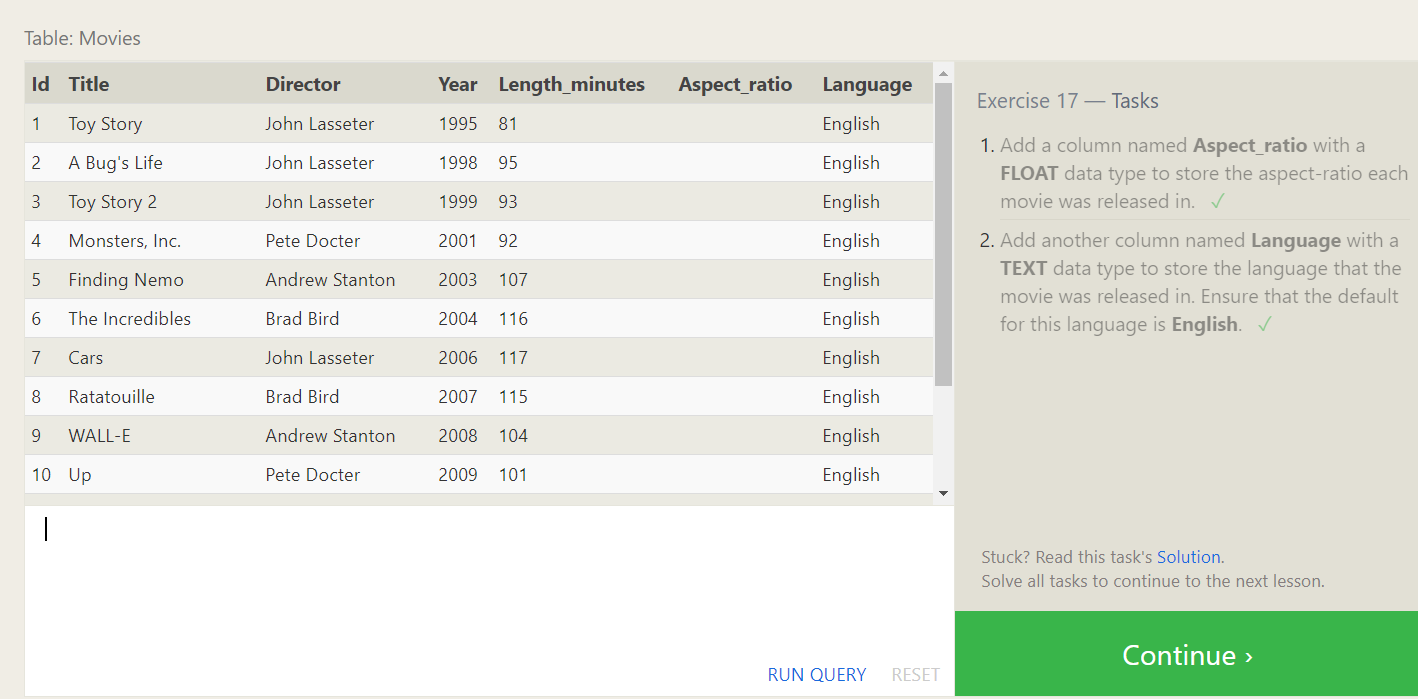 Table: Movies
Id Title Director Year Length_minutes Aspect_ratio Language
1 Toy Story John Lasseter 1995 81 English
2 A Bug's Life John Lasseter 1998 95 English
3 Toy Story 2 John Lasseter 1999 93 English
4 Monsters, Inc. Pete Docter 2001 92 English
5 Finding Nemo Andrew Stanton 2003 107 English
6 The Incredibles Brad Bird 2004 116 English
7 Cars John Lasseter 2006 117 English
8 Ratatouille Brad Bird 2007 115 English
9 WALL-E Andrew Stanton 2008 104 English
10 Up Pete Docter 2009 101 English
RUN QUERY RESET
Exercise 17 — Tasks
1. Add a column named Aspect_ratio with a
FLOAT data type to store the aspect-ratio each
movie was released in. ✓
2. Add another column named Language with a
TEXT data type to store the language that the
movie was released in. Ensure that the default
for this language is English. ✓
Stuck? Read this task's Solution.
Solve all tasks to continue to the next lesson.
Continue ›